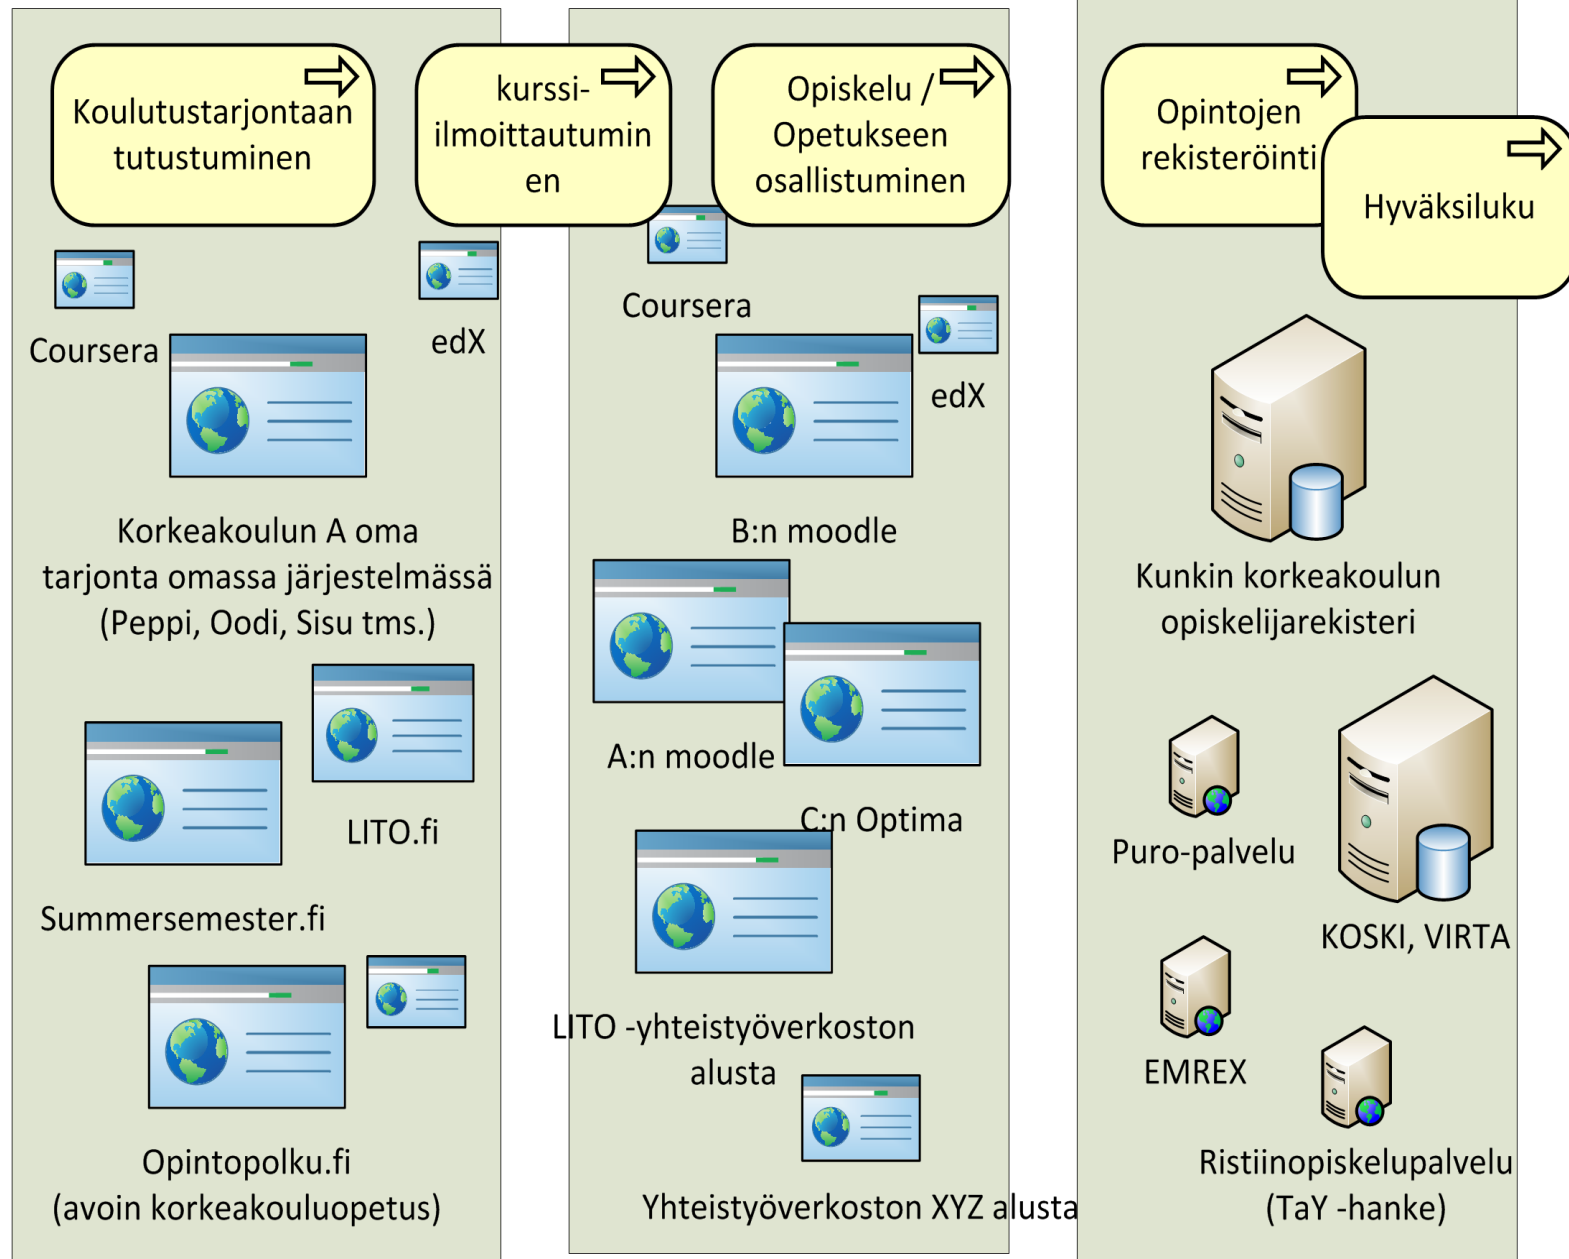 Koulutustarjontaan
tutustuminen
kurssi-
ilmoittautumin
en
Opiskelu /
Opetukseen
osallistuminen
Opintojen
rekisteröinti
Hyväksiluku
Coursera
edX
Korkeakoulun A oma
tarjonta omassa järjestelmässä
(Peppi, Oodi, Sisu tms.)
LITO.fi
Summersemester.fi
Opintopolku.fi
(avoin korkeakouluopetus)
Coursera
edX
B:n moodle
A:n moodle
C:n Optima
LITO -yhteistyöverkoston
alusta
Yhteistyöverkoston XYZ alusta
Kunkin korkeakoulun
opiskelijarekisteri
Puro-palvelu
KOSKI, VIRTA
EMREX
Ristiinopiskelupalvelu
(TaY -hanke)